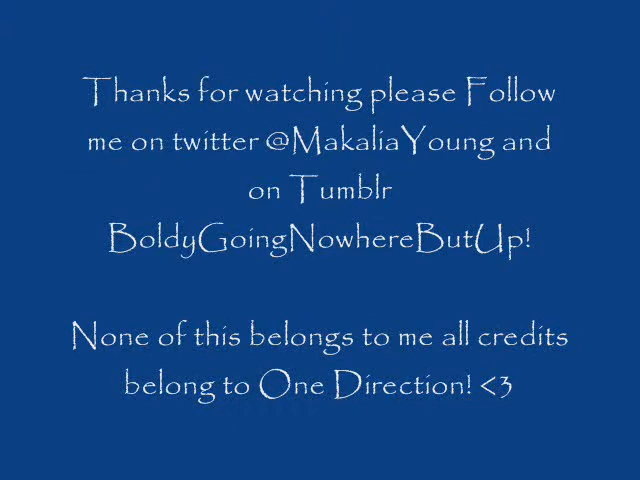 Thanks for watching please Follow
me on twitter @MakaliaYoung and
on Tumblr
BoldyGoingNowhereButUp!
None of this belongs to me all credits
belong to One Direction! <3